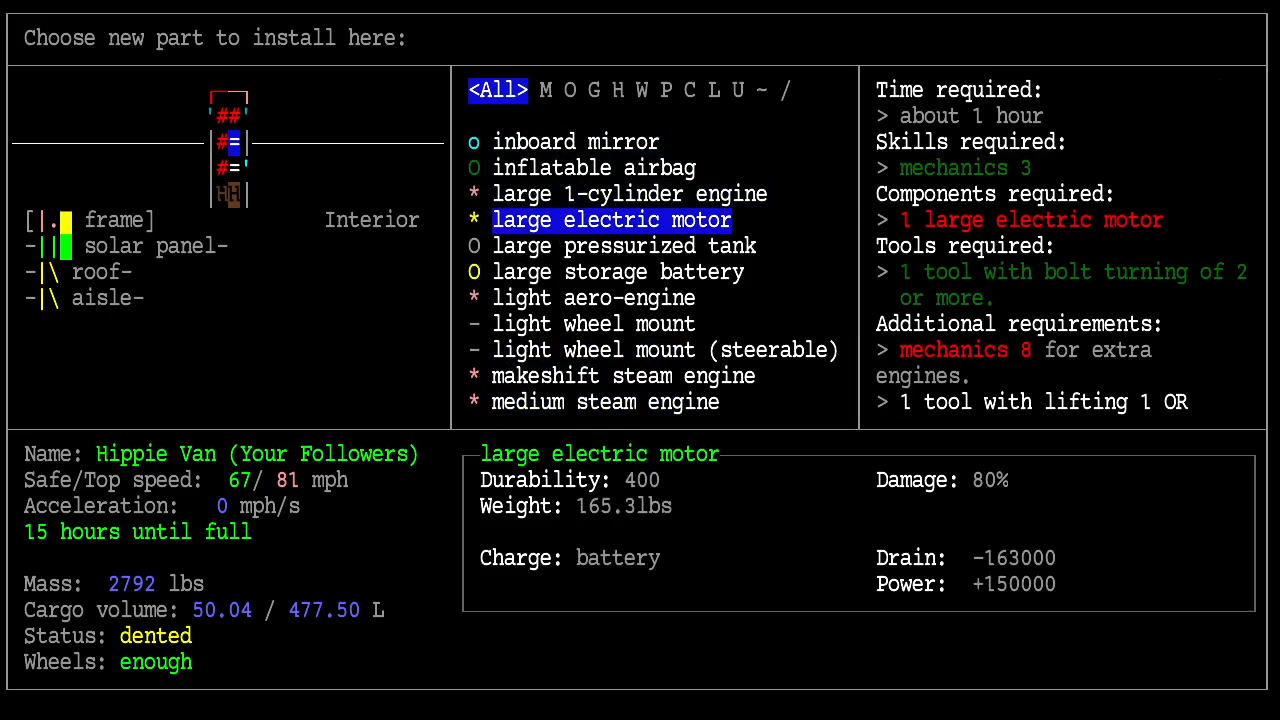 Choose new part to install here:
<All> M O G H W P C L U ~ /
'##'
#=
#='
HH
[|. frame] Interior
-|| solar panel-
-|\ roof-
-|\ aisle-
o inboard mirror
O inflatable airbag
* large 1-cylinder engine
* large electric motor
O large pressurized tank
O large storage battery
* light aero-engine
- light wheel mount
- light wheel mount (steerable)
* makeshift steam engine
* medium steam engine
Time required:
> about 1 hour
Skills required:
> mechanics 3
Components required:
> 1 large electric motor
Tools required:
> 1 tool with bolt turning of 2
or more.
Additional requirements:
> mechanics 8 for extra
engines.
> 1 tool with lifting 1 OR
Name: Hippie Van (Your Followers)
Safe/Top speed: 67/ 81 mph
Acceleration: 0 mph/s
15 hours until full
Mass: 2792 lbs
Cargo volume: 50.04 / 477.50 L
Status: dented
Wheels: enough
large electric motor
Durability: 400 Damage: 80%
Weight: 165.3lbs
Charge: battery Drain: -163000
Power: +150000